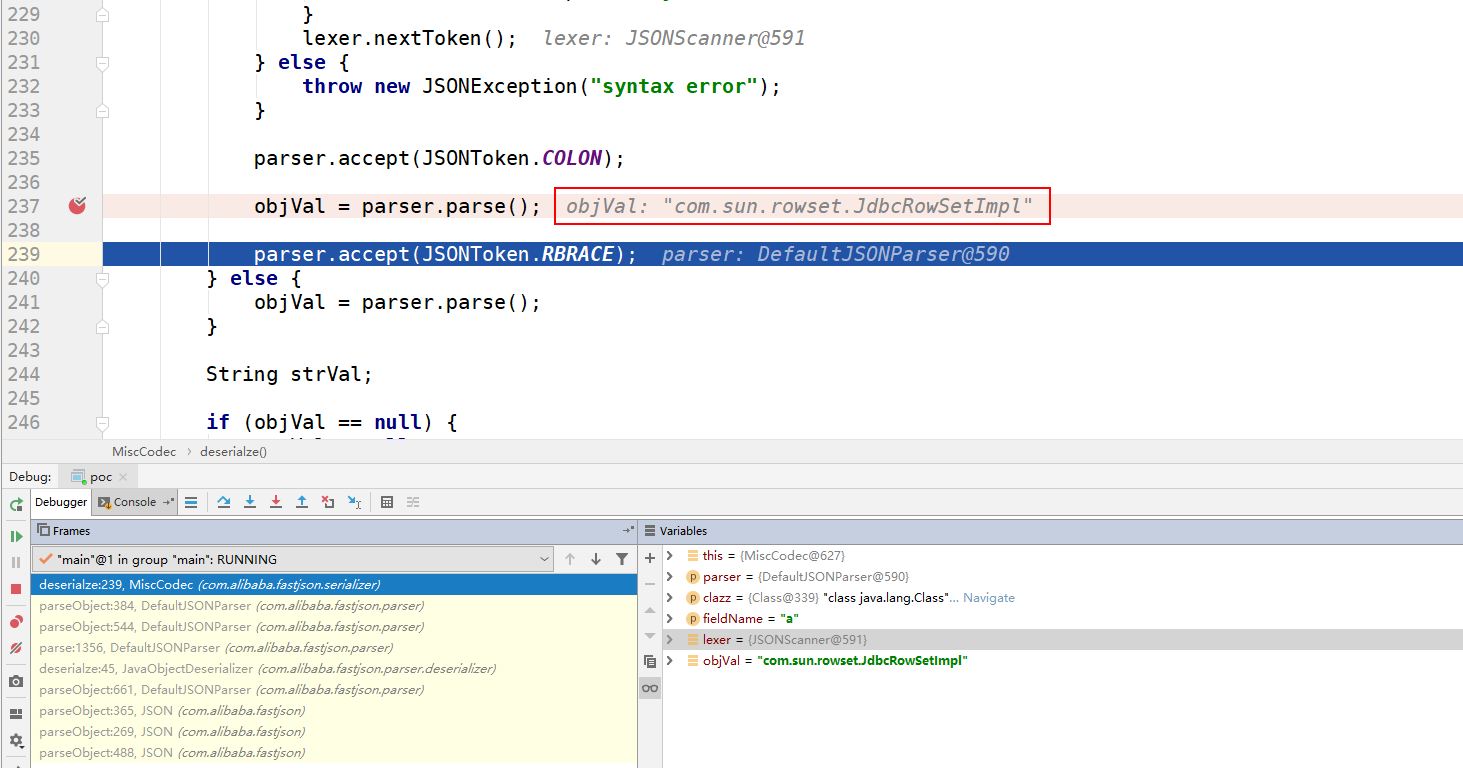 229 }
230 lexer.nextToken(); lexer: JSONScanner@591
231 } else {
232 throw new JSONException("syntax error");
233 }
234
235 parser.accept(JSONToken.COLON);
236
237 objVal = parser.parse(); objVal: "com.sun.rowset.JdbcRowSetImpl"
238
239 parser.accept(JSONToken.RBRACE); parser: DefaultJSONParser@590
240 } else {
241 objVal = parser.parse();
242 }
243
244 String strVal;
245
246 if (objVal == null) {
MiscCodec › deserialze()
Debug: poc ×
Debugger Console
Frames
"main"@1 in group "main": RUNNING
deserialze:239, MiscCodec (com.alibaba.fastjson.serializer)
parseObject:384, DefaultJSONParser (com.alibaba.fastjson.parser)
parseObject:544, DefaultJSONParser (com.alibaba.fastjson.parser)
parse:1356, DefaultJSONParser (com.alibaba.fastjson.parser)
deserialze:45, JavaObjectDeserializer (com.alibaba.fastjson.parser.deserializer)
parseObject:661, DefaultJSONParser (com.alibaba.fastjson.parser)
parseObject:365, JSON (com.alibaba.fastjson)
parseObject:269, JSON (com.alibaba.fastjson)
parseObject:488, JSON (com.alibaba.fastjson)
Variables
this = {MiscCodec@627}
parser = {DefaultJSONParser@590}
clazz = {Class@339} "class java.lang.Class"... Navigate
fieldName = "a"
lexer = {JSONScanner@591}
objVal = "com.sun.rowset.JdbcRowSetImpl"